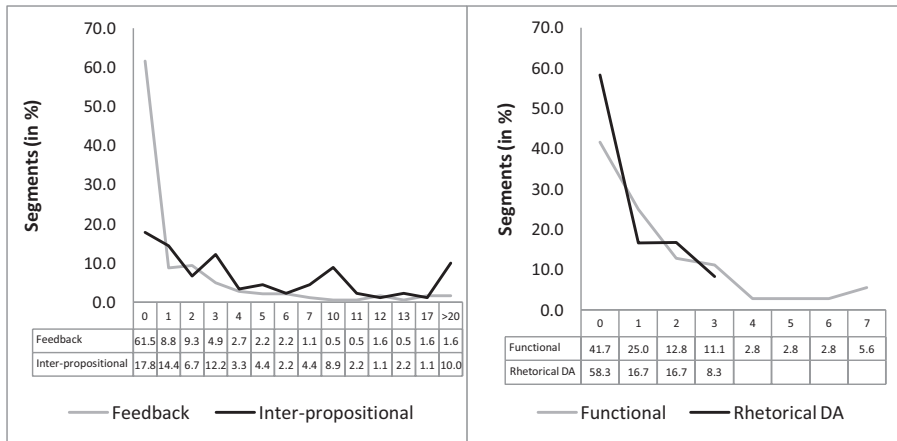 70.0
60.0
50.0
40.0
30.0
20.0
10.0
0.0
Segments (in %)
0 1 2 3 4 5 6 7 10 11 12 13 17 >20
Feedback 61.5 8.8 9.3 4.9 2.7 2.2 2.2 1.1 0.5 0.5 1.6 0.5 1.6 1.6
Inter-propositional 17.8 14.4 6.7 12.2 3.3 4.4 2.2 4.4 8.9 2.2 1.1 2.2 1.1 10.0
Feedback Inter-propositional
70.0
60.0
50.0
40.0
30.0
20.0
10.0
0.0
Segments (in %)
0 1 2 3 4 5 6 7
Functional 41.7 25.0 12.8 11.1 2.8 2.8 2.8 5.6
Rhetorical DA 58.3 16.7 16.7 8.3
Functional Rhetorical DA